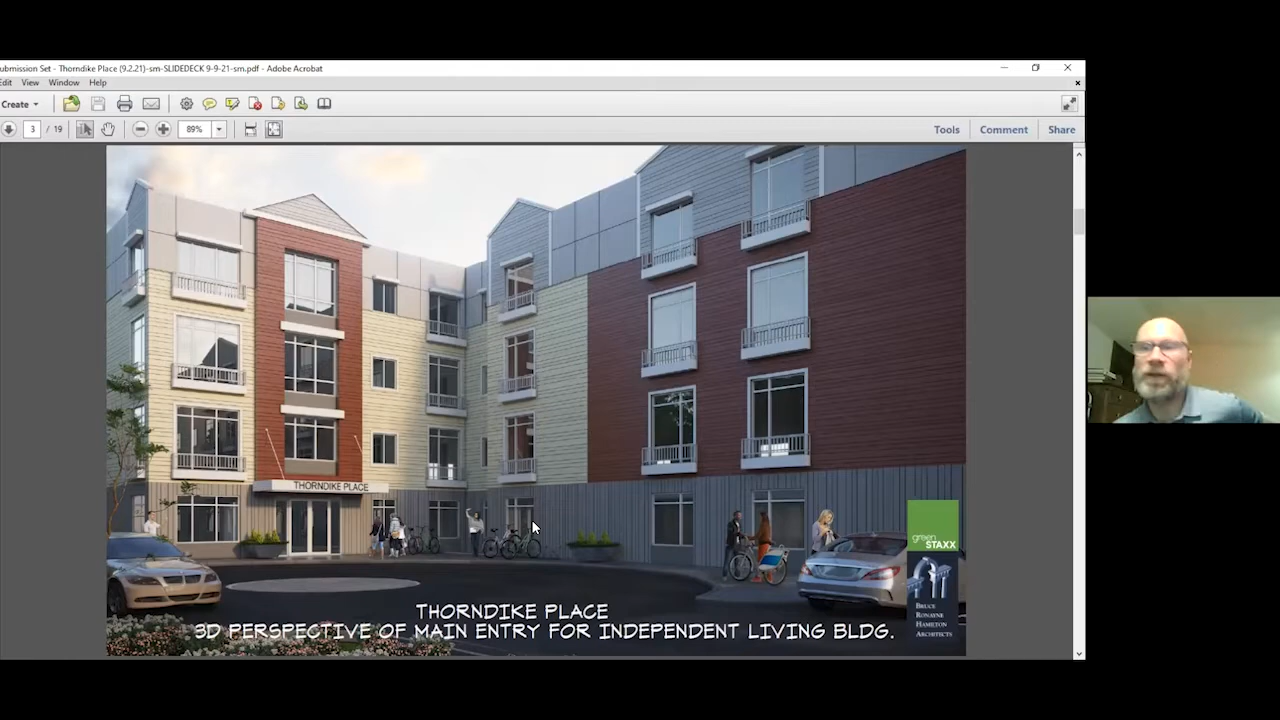 ubmission Set - Thorndike Place (9.2.21)-sm-SLIDEDECK 9-9-21-sm.pdf - Adobe Acrobat
Edit View Window Help
Create
3 / 19 89% Tools Comment Share
THORNDIKE PLACE
green
STAXX
BRUCE
RONAYNE
HAMILTON
ARCHITECTS
THORNDIKE PLACE
3D PERSPECTIVE OF MAIN ENTRY FOR INDEPENDENT LIVING BLDG.